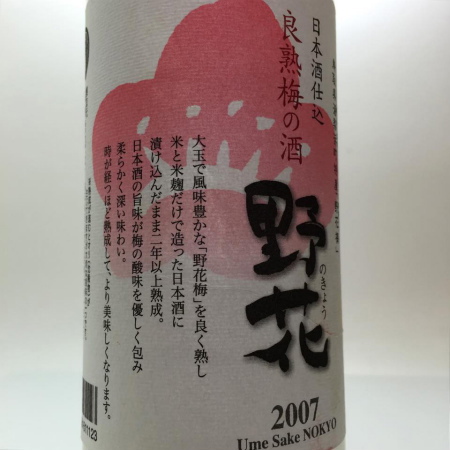 日本酒仕込
良熟梅の酒
野花
のきょう
大玉で風味豊かな「野花梅」を良く熟し
米と米麹だけで造った日本酒に
漬け込んだまま二年以上熟成。
日本酒の旨味が梅の酸味を優しく包み
柔らかく深い味わい。
時が経つほど熟成して、より美味しくなります。
2007
Ume Sake NOKYO